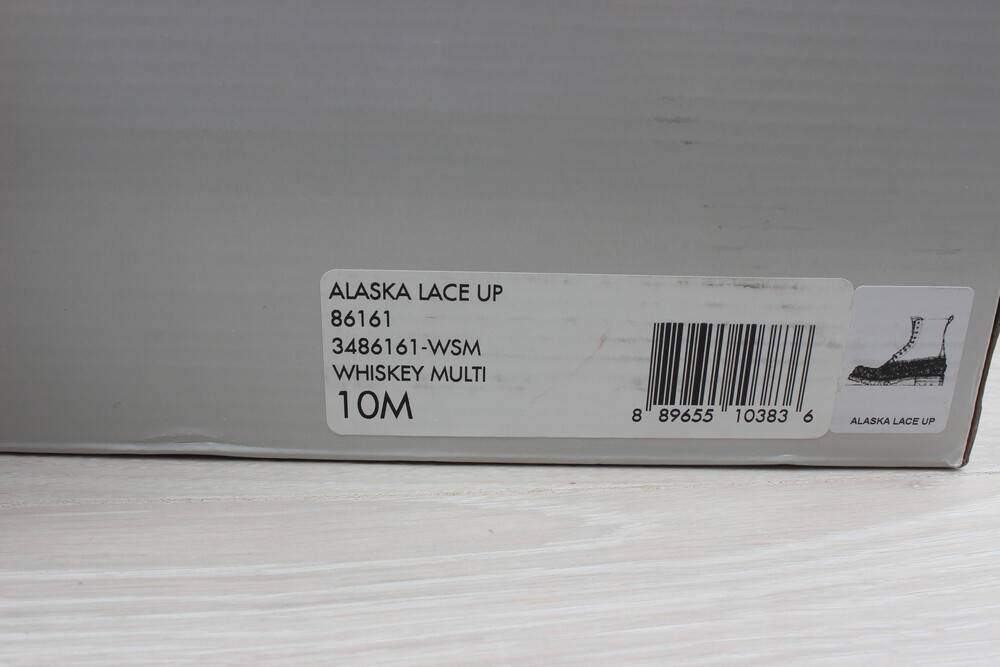 ALASKA LACE UP
86161
3486161-WSM
WHISKEY MULTI
10M
8 89655 10383 6
ALASKA LACE UP